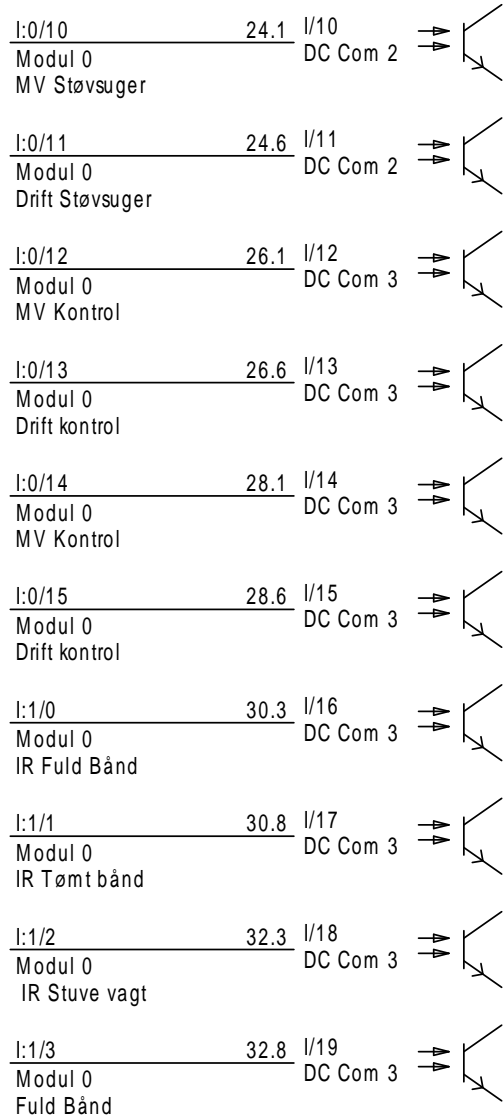 I:0/10 24.1 I/10
Modul 0 DC Com 2
MV Støvsuger
I:0/11 24.6 I/11
Modul 0 DC Com 2
Drift Støvsuger
I:0/12 26.1 I/12
Modul 0 DC Com 3
MV Kontrol
I:0/13 26.6 I/13
Modul 0 DC Com 3
Drift kontrol
I:0/14 28.1 I/14
Modul 0 DC Com 3
MV Kontrol
I:0/15 28.6 I/15
Modul 0 DC Com 3
Drift kontrol
I:1/0 30.3 I/16
Modul 0 DC Com 3
IR Fuld Bånd
I:1/1 30.8 I/17
Modul 0 DC Com 3
IR Tømt bånd
I:1/2 32.3 I/18
Modul 0 DC Com 3
IR Stuve vagt
I:1/3 32.8 I/19
Modul 0 DC Com 3
Fuld Bånd